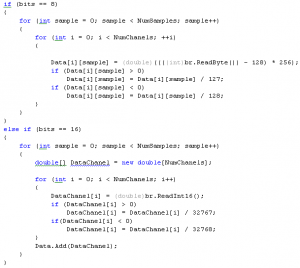 if (bits == 8)
{
for (int sample = 0; sample < NumSamples; sample++)
{
for (int i = 0; i < NumChanels; ++i)
{
Data[i][sample] = (double)(((int)br.ReadByte() - 128) * 256);
if (Data[i][sample] > 0)
Data[i][sample] = Data[i][sample] / 127;
if (Data[i][sample] < 0)
Data[i][sample] = Data[i][sample] / 128;
}
}
}
else if (bits == 16)
{
for (int sample = 0; sample < NumSamples; sample++)
{
double[] DataChanel = new double[NumChanels];
for (int i = 0; i < NumChanels; i++)
{
DataChanel[i] = (double)br.ReadInt16();
if (DataChanel[i] > 0)
DataChanel[i] = DataChanel[i] / 32767;
if(DataChanel[i] < 0)
DataChanel[i] = DataChanel[i] / 32768;
}
Data.Add(DataChanel);
}
}